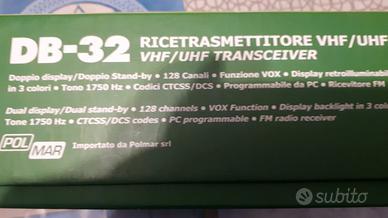 DB-32 RICETRASMETTITORE VHF/UHF
VHF/UHF TRANSCEIVER
Doppio display/Doppio Stand-by • 128 Canali • Funzione VOX • Display retroilluminabile
in 3 colori • Tono 1750 Hz • Codici CTCSS/DCS • Programmabile da PC • Ricevitore FM
Dual display/Dual stand-by • 128 channels • VOX Function • Display backlight in 3
Tone 1750 Hz • CTCSS/DCS codes • PC programmable • FM radio receiver
POL
MAR
Importato da Polmar srl
subito